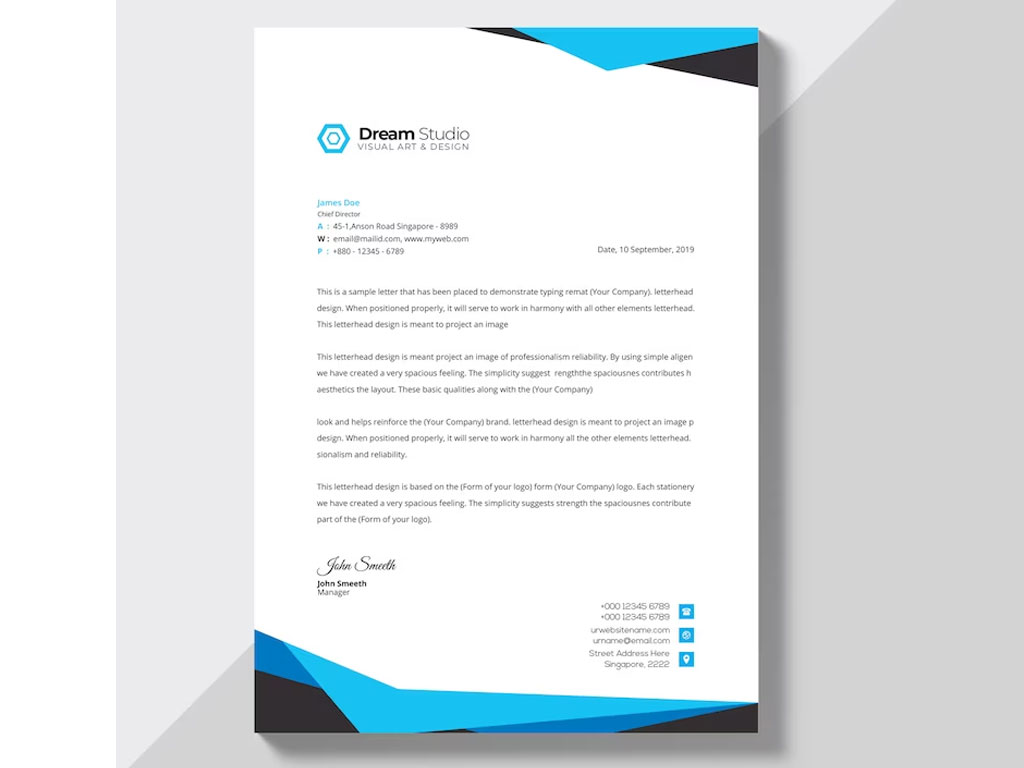 Dream Studio
VISUAL ART & DESIGN
James Doe
Chief Director
A : 45-1,Anson Road Singapore - 8989
W : email@mailid.com, www.myweb.com
P : +880 - 12345 - 6789
Date, 10 September, 2019
This is a sample letter that has been placed to demonstrate typing remat (Your Company). letterhead
design. When positioned properly, it will serve to work in harmony with all other elements letterhead.
This letterhead design is meant to project an image
This letterhead design is meant project an image of professionalism reliability. By using simple aligen
we have created a very spacious feeling. The simplicity suggest rengththe spaciousnes contributes h
aesthetics the layout. These basic qualities along with the (Your Company)
look and helps reinforce the (Your Company) brand. letterhead design is meant to project an image p
design. When positioned properly, it will serve to work in harmony all the other elements letterhead.
sionalism and reliability.
This letterhead design is based on the (Form of your logo) form (Your Company) logo. Each stationery
we have created a very spacious feeling. The simplicity suggests strength the spaciousnes contribute
part of the (Form of your logo).
John Smeeth
John Smeeth
Manager
+000 12345 6789
+000 12345 6789
urwebsitename.com
urname@email.com
Street Address Here
Singapore, 2222